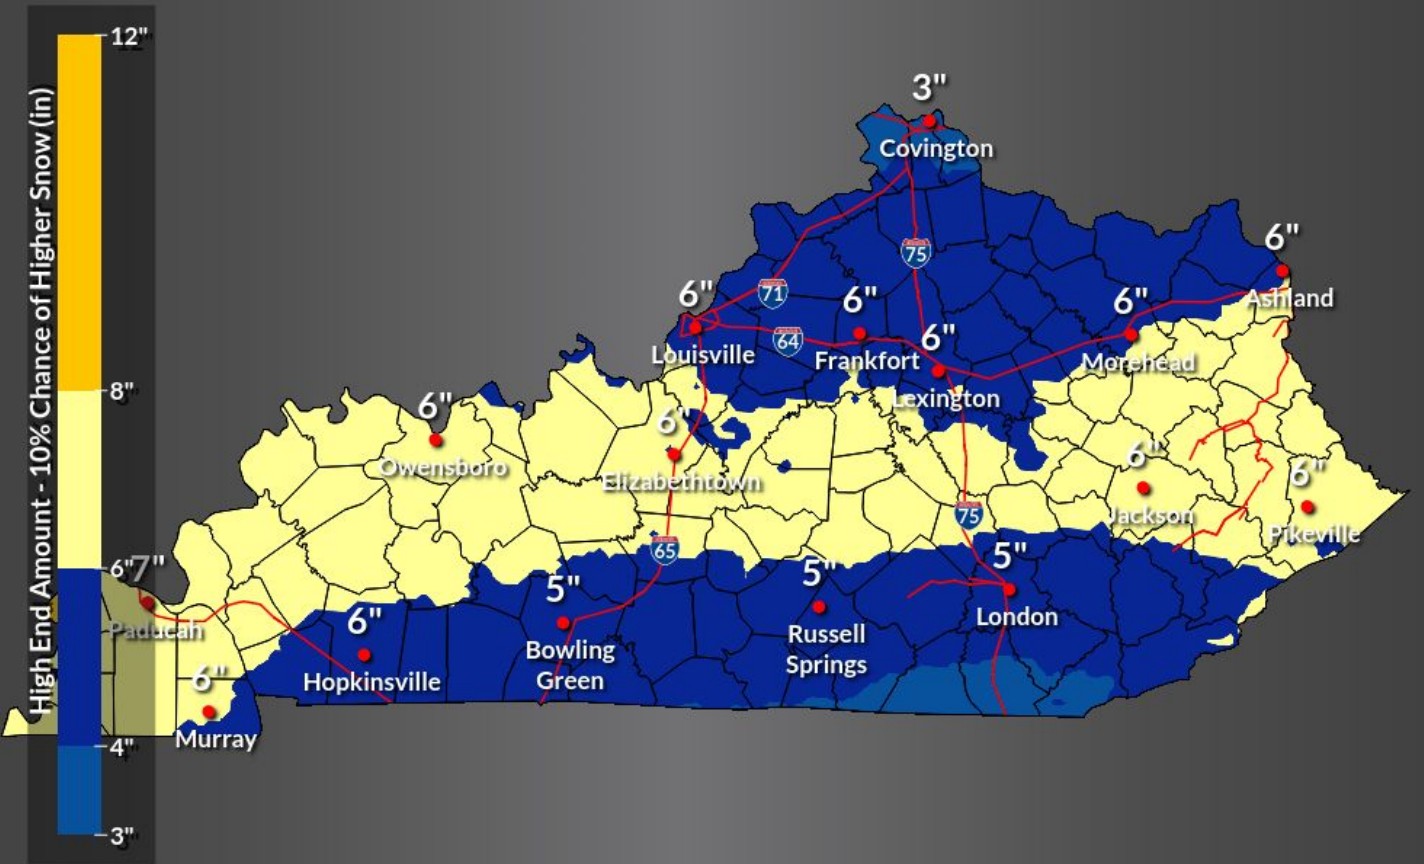 High End Amount - 10% Chance of Higher Snow (in)
12"
8"
6"
4"
3"
3"
Covington
6"
Ashland
75
71
6"
Louisville
6"
Frankfort
64
6"
Lexington
6"
Morehead
6"
Owensboro
6"
Elizabethtown
6"
Jackson
6"
Pikeville
75
65
7"
Paducah
5"
Bowling
Green
5"
Russell
Springs
5"
London
6"
Hopkinsville
6"
Murray